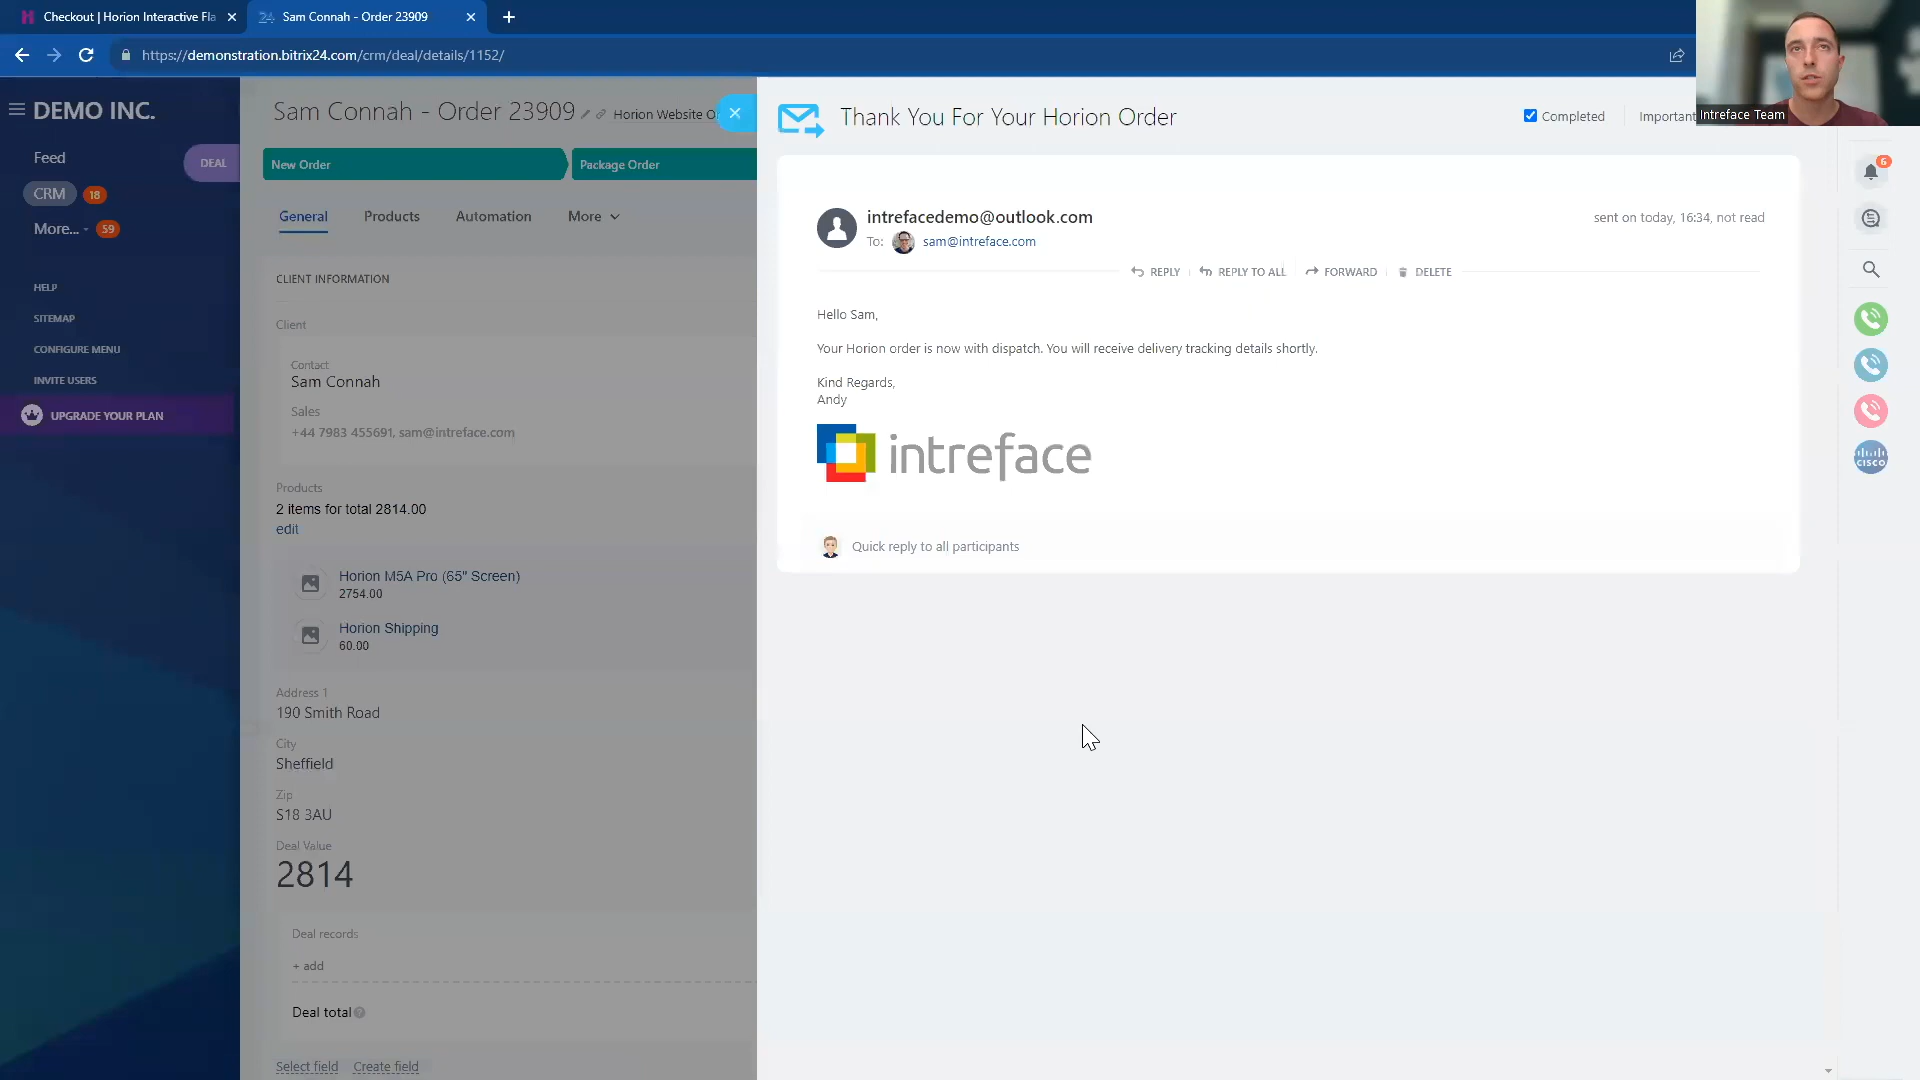 Checkout | Horion Interactive Fla
24 Sam Connah - Order 23909
https://demonstration.bitrix24.com/crm/deal/details/1152/
Intreface Team
DEMO INC.
Feed
CRM 18
More... 59
HELP
SITEMAP
CONFIGURE MENU
INVITE USERS
UPGRADE YOUR PLAN
DEAL
Sam Connah - Order 23909 Horion Website O
New Order Package Order
General Products Automation More
CLIENT INFORMATION
Client
Contact
Sam Connah
Sales
+44 7983 455691, sam@intreface.com
Products
2 items for total 2814.00
edit
Horion M5A Pro (65" Screen)
2754.00
Horion Shipping
60.00
Address 1
190 Smith Road
City
Sheffield
Zip
S18 3AU
Deal Value
2814
Deal records
+ add
Deal total ?
Select field Create field
Thank You For Your Horion Order
Completed Important
intrefacedemo@outlook.com
sent on today, 16:34, not read
To: sam@intreface.com
REPLY REPLY TO ALL FORWARD DELETE
Hello Sam,
Your Horion order is now with dispatch. You will receive delivery tracking details shortly.
Kind Regards,
Andy
intreface
Quick reply to all participants
6
CISCO